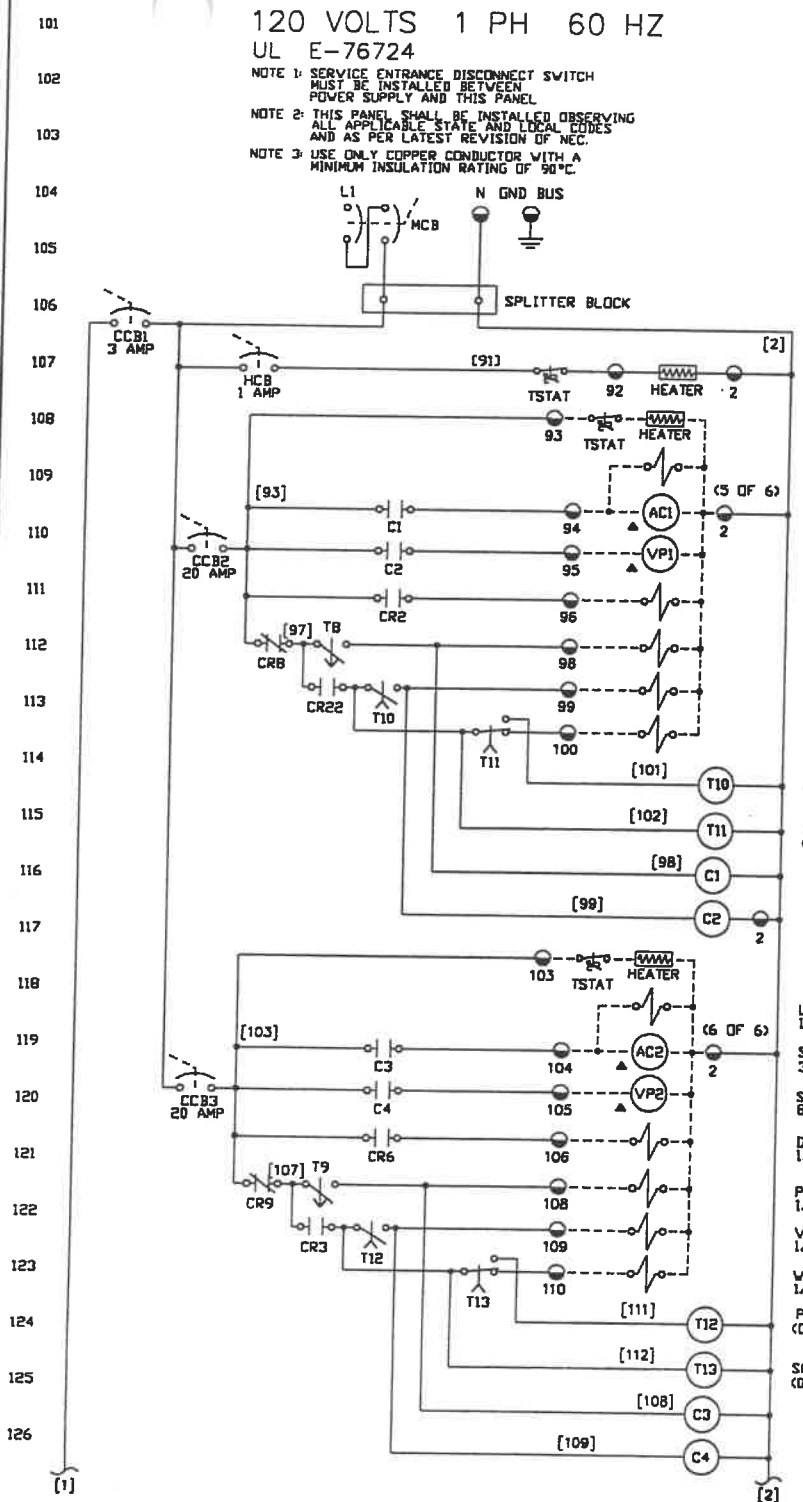 101
120 VOLTS 1 PH 60 HZ
UL E-76724
102
NOTE 1: SERVICE ENTRANCE DISCONNECT SWITCH
MUST BE INSTALLED BETWEEN
POWER SUPPLY AND THIS PANEL
103
NOTE 2: THIS PANEL SHALL BE INSTALLED OBSERVING
ALL APPLICABLE STATE AND LOCAL CODES
AND AS PER LATEST REVISION OF NEC.
NOTE 3: USE ONLY COPPER CONDUCTOR WITH A
MINIMUM INSULATION RATING OF 90°C.
104
L1
N GND BUS
MCB
105
106
SPLITTER BLOCK
CCB1
3 AMP
[2]
107
HCB
1 AMP
[91]
TSTAT
92
HEATER
2
108
93
TSTAT
HEATER
109
[93]
C1
94
AC1
(5 OF 6)
2
110
CCB2
20 AMP
C2
95
VP1
111
CR2
96
112
CR8
[97]
T8
98
113
CR22
T10
99
T11
100
114
[101]
T10
115
[102]
T11
116
[98]
C1
117
[99]
C2
2
118
103
TSTAT
HEATER
119
[103]
C3
104
AC2
(6 OF 6)
2
120
CCB3
20 AMP
C4
105
VP2
121
CR6
106
122
CR9
[107]
T9
108
CR3
T12
109
123
T13
110
124
[111]
T12
125
[112]
T13
[108]
C3
126
[109]
C4
[1]
[2]